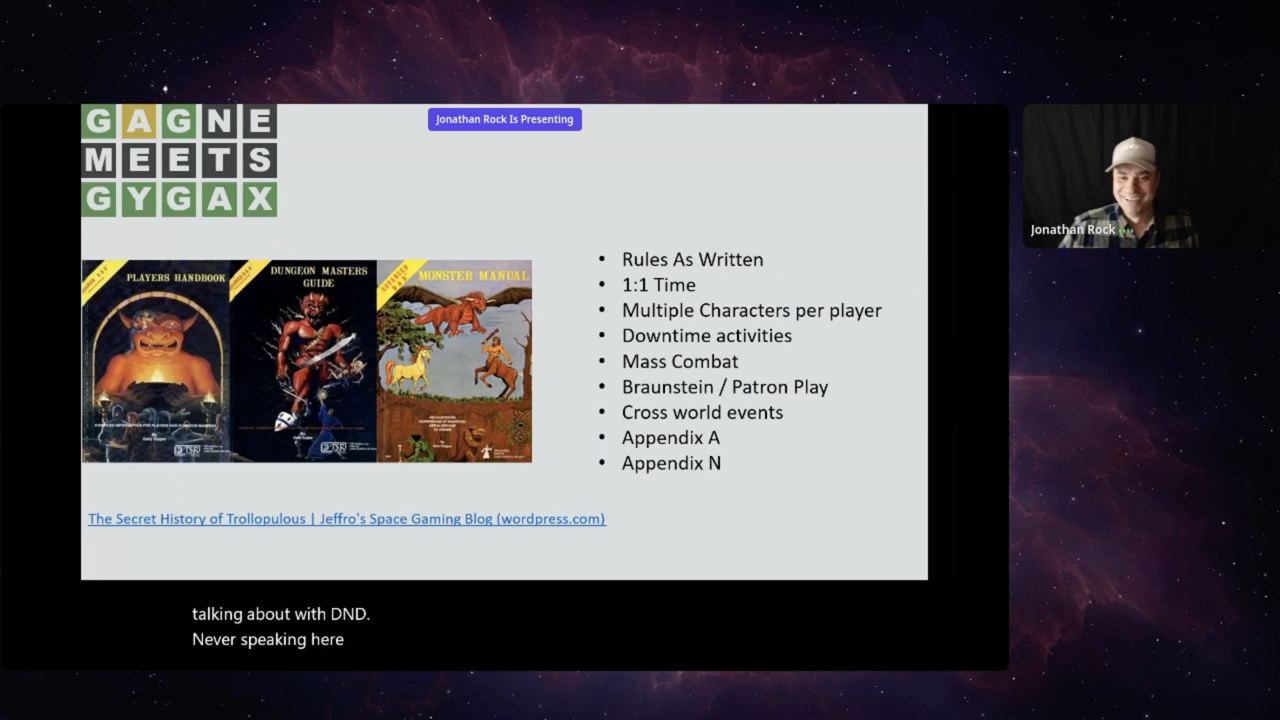 GAGNE
MEETS
GYGAX
Jonathan Rock Is Presenting
PLAYERS HANDBOOK
DUNGEON MASTERS
GUIDE
MONSTER MANUAL
Rules As Written
1:1 Time
Multiple Characters per player
Downtime activities
Mass Combat
Braunstein / Patron Play
Cross world events
Appendix A
Appendix N
The Secret History of Trollopulous | Jeffro's Space Gaming Blog (wordpress.com)
Jonathan Rock
talking about with DND.
Never speaking here